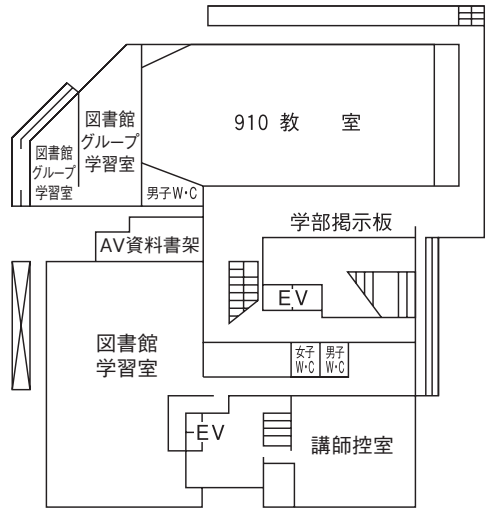 910 教 室
図書館
グループ
学習室
図書館
グループ
学習室
男子W・C
学部掲示板
AV資料書架
EV
図書館
学習室
女子
W・C
男子
W・C
EV
講師控室